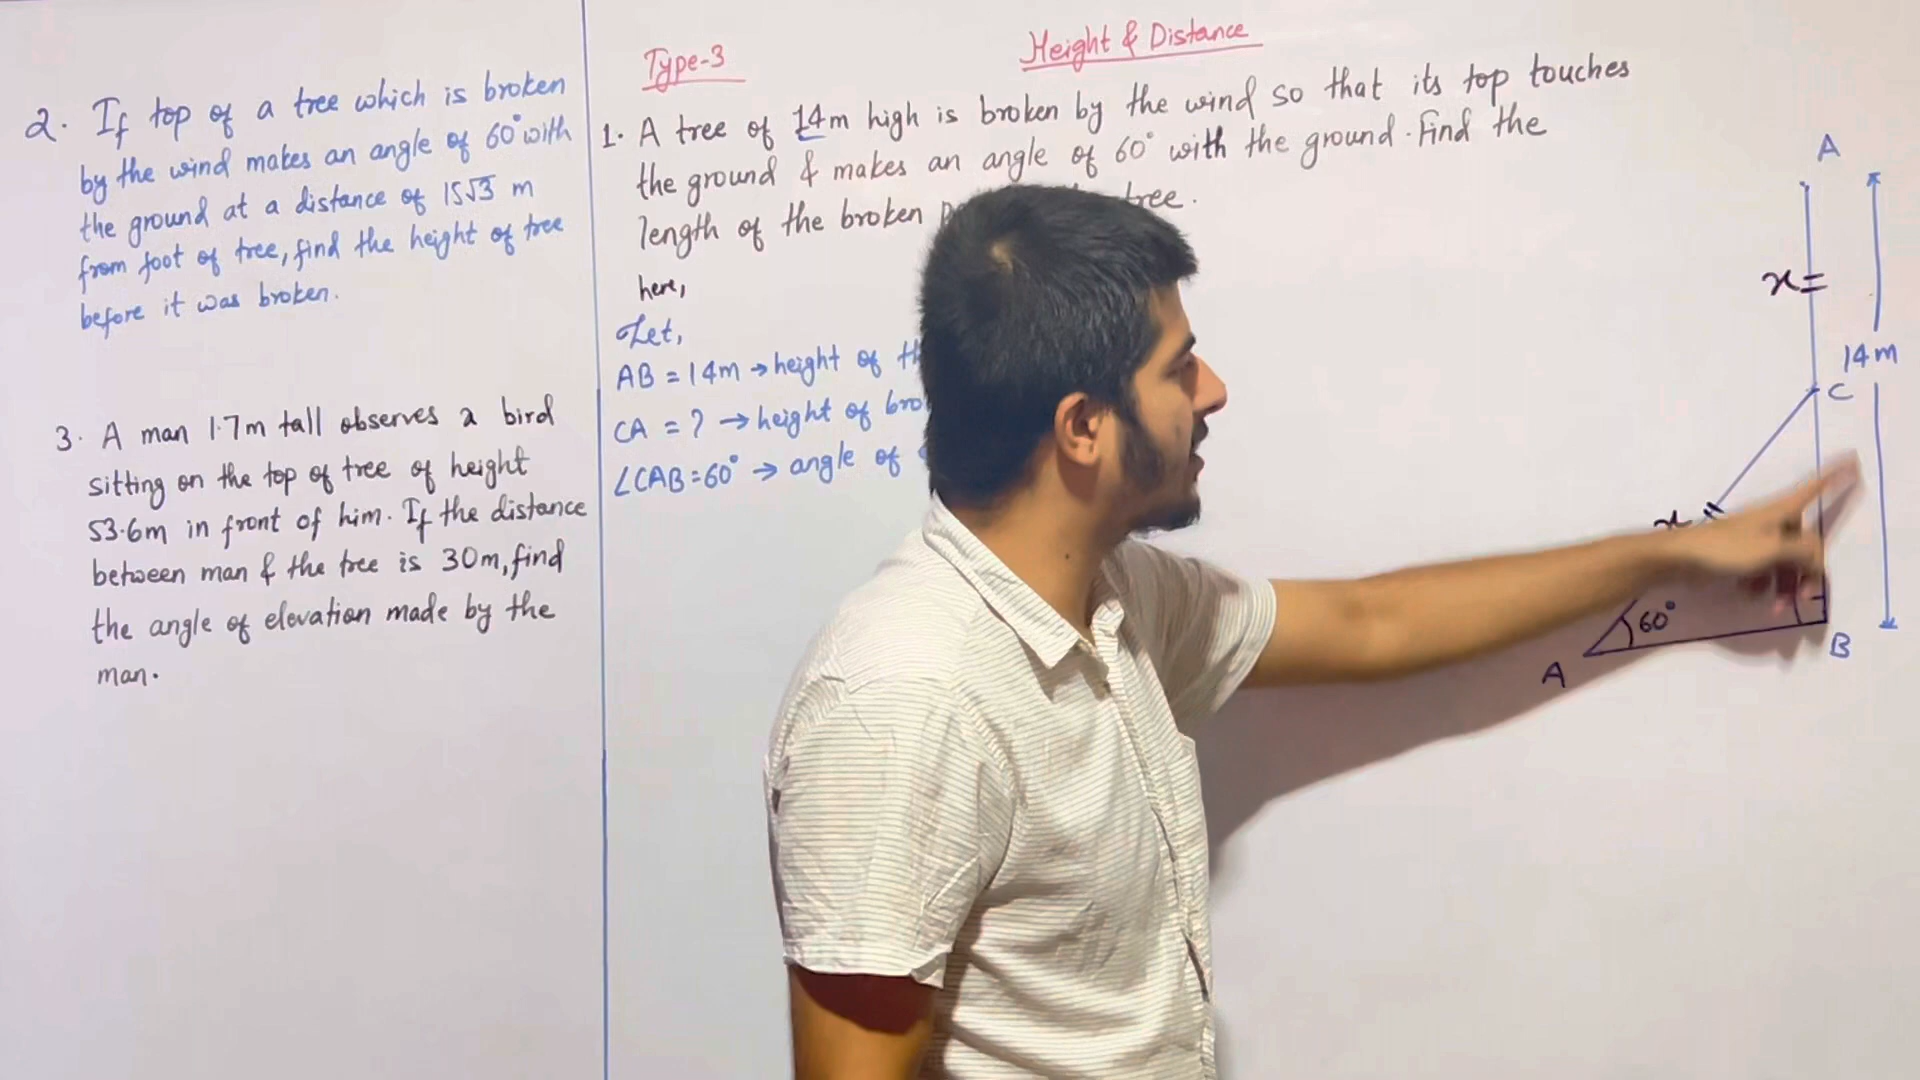 Height & Distance
Type-3
1. A tree of 14m high is broken by the wind so that its top touches
the ground & makes an angle of 60° with the ground. Find the
length of the broken tree.
here,
Let,
AB = 14m → height of
CA = ? → height of
∠CAB = 60° → angle of
2. If top of a tree which is broken
by the wind makes an angle of 60° with
the ground at a distance of 15√3 m
from foot of tree, find the height of tree
before it was broken.
3. A man 1.7m tall observes a bird
sitting on the top of tree of height
53.6m in front of him. If the distance
between man & the tree is 30m, find
the angle of elevation made by the
man.
A
x
14m
C
x
60°
A
B